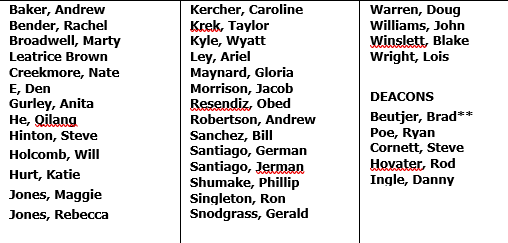 Baker, Andrew
Bender, Rachel
Broadwell, Marty
Leatrice Brown
Creekmore, Nate
E, Den
Gurley, Anita
He, Qilang
Hinton, Steve
Holcomb, Will
Hurt, Katie
Jones, Maggie
Jones, Rebecca
Kercher, Caroline
Krek, Taylor
Kyle, Wyatt
Ley, Ariel
Maynard, Gloria
Morrison, Jacob
Resendiz, Obed
Robertson, Andrew
Sanchez, Bill
Santiago, German
Santiago, Jerman
Shumake, Phillip
Singleton, Ron
Snodgrass, Gerald
Warren, Doug
Williams, John
Winslett, Blake
Wright, Lois
DEACONS
Beutjer, Brad**
Poe, Ryan
Cornett, Steve
Hovater, Rod
Ingle, Danny